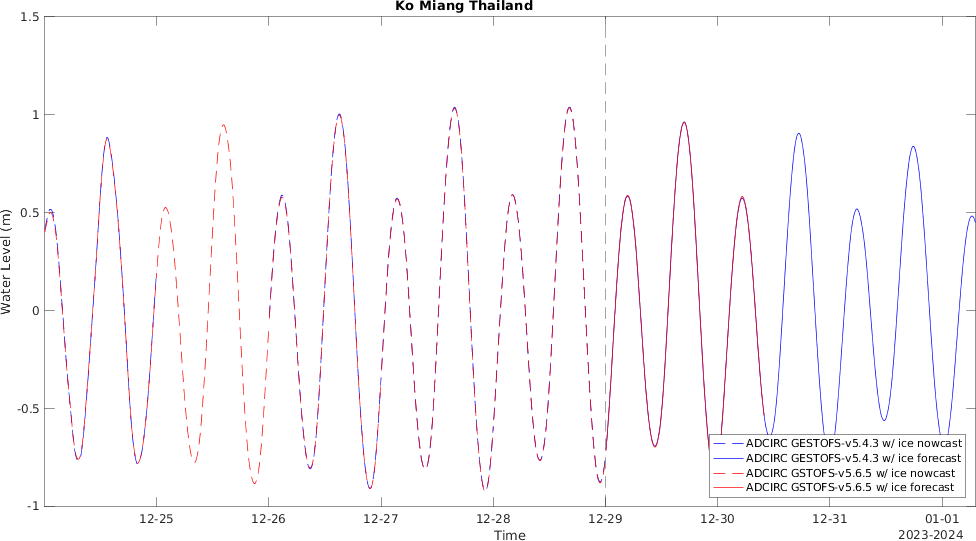 Ko Miang Thailand
1.5
1
0.5
0
-0.5
-1
Water Level (m)
12-25
12-26
12-27
12-28
12-29
12-30
12-31
01-01
Time
2023-2024
ADCIRC GESTOFS-v5.4.3 w/ ice nowcast
ADCIRC GESTOFS-v5.4.3 w/ ice forecast
ADCIRC GSTOFS-v5.6.5 w/ ice nowcast
ADCIRC GSTOFS-v5.6.5 w/ ice forecast